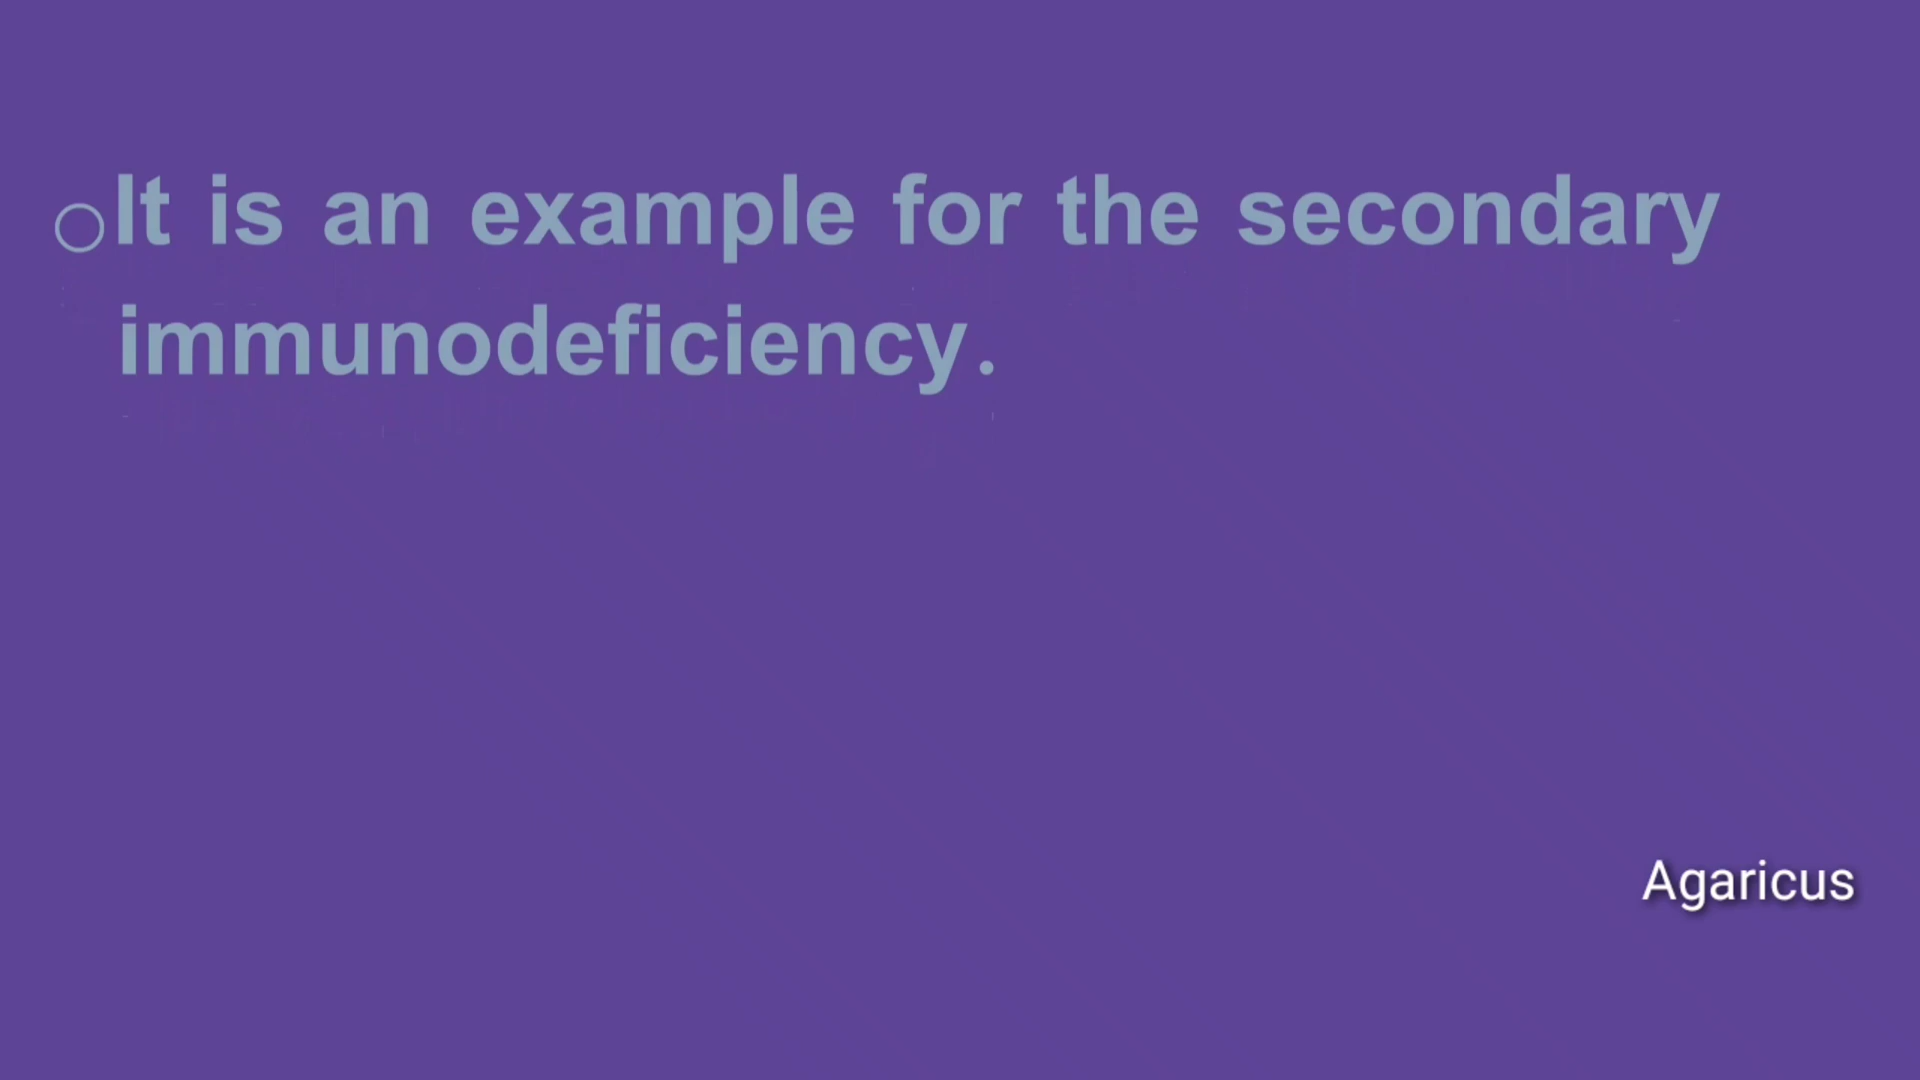 It is an example for the secondary
immunodeficiency.
Agaricus